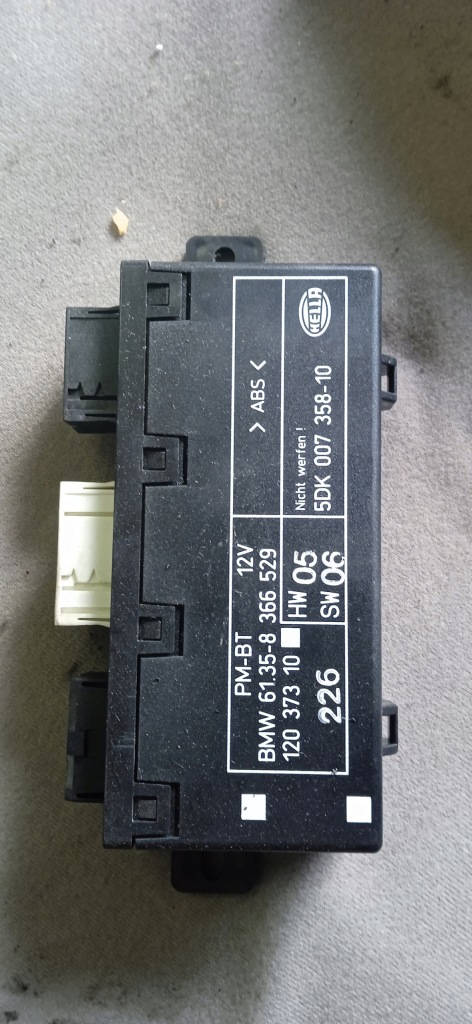 PM-BT 12V
BMW 61.35-8 366 529
120 373 10
HW 05
SW 06
226
> ABS <
HELLA
Nicht werfen !
5DK 007 358-10